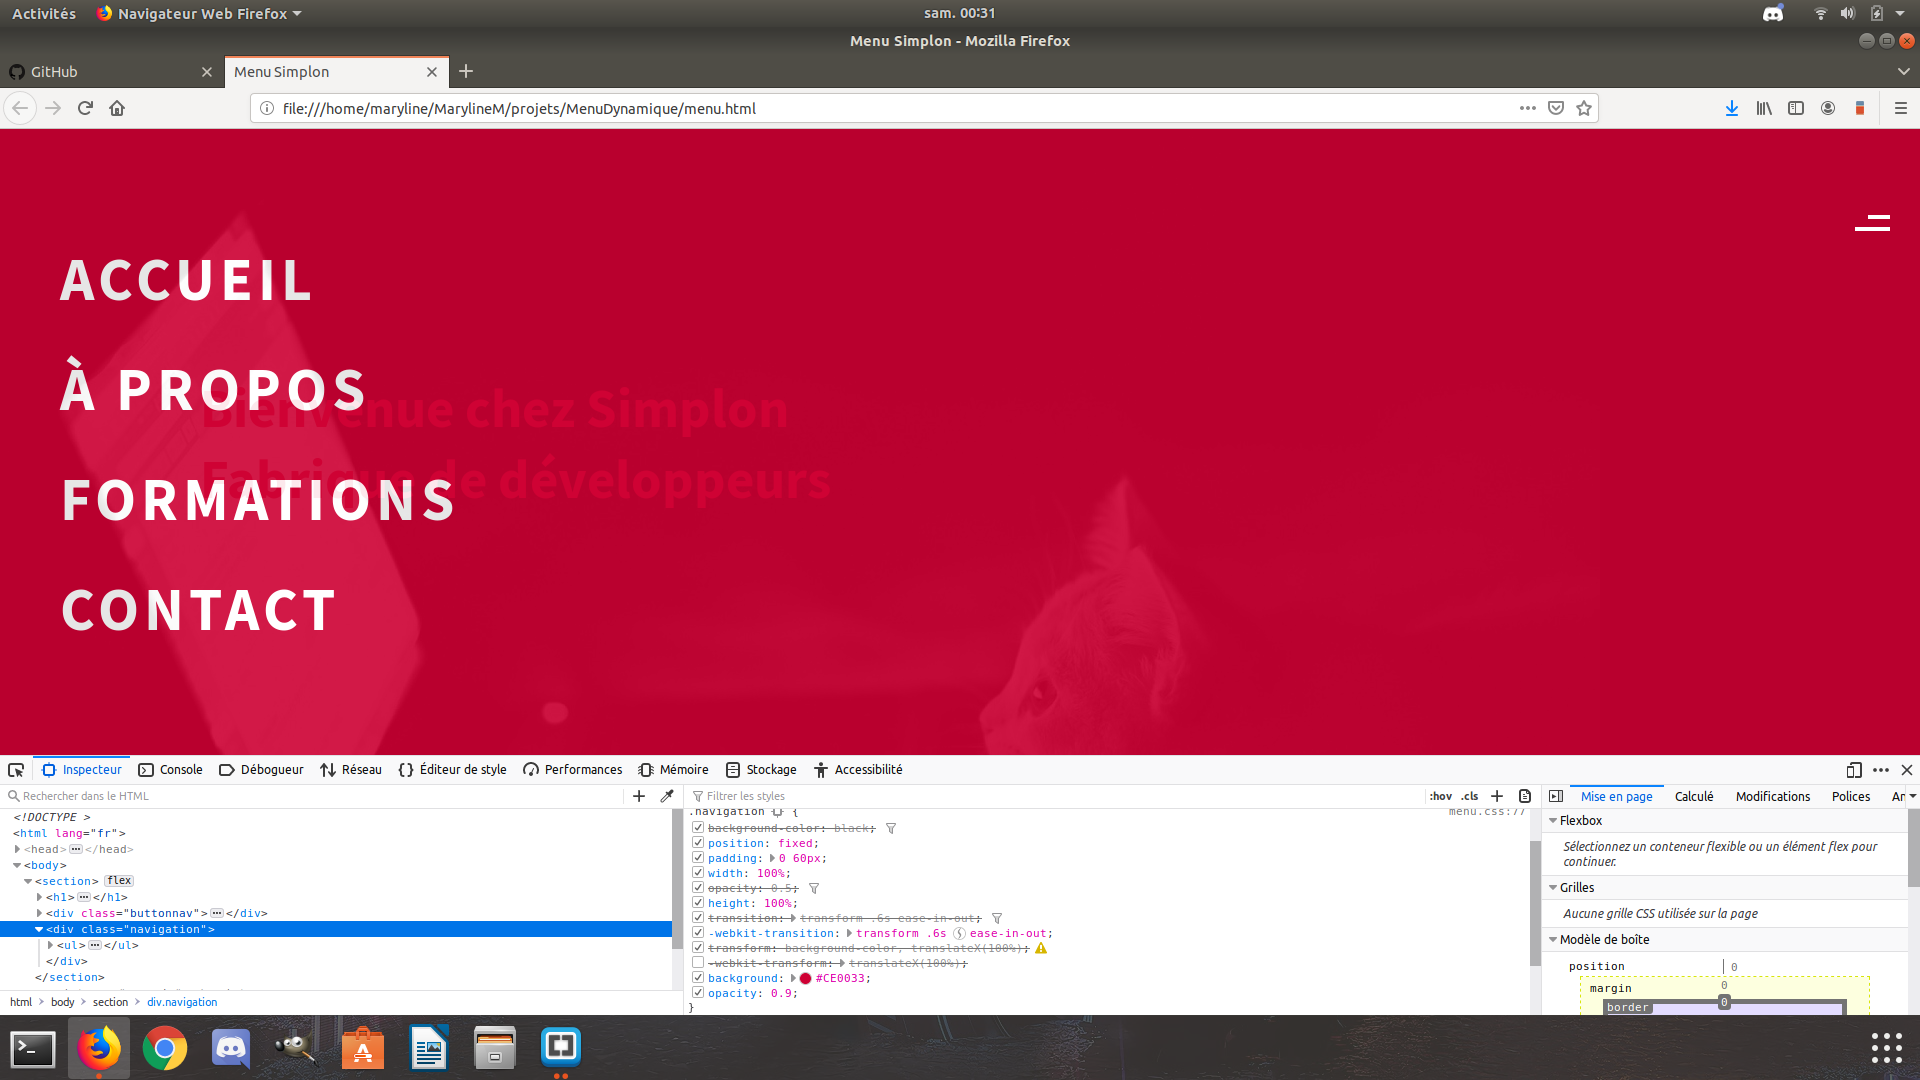 Activités Navigateur Web Firefox sam. 00:31
Menu Simplon - Mozilla Firefox
GitHub Menu Simplon
file:///home/maryline/MarylineM/projets/MenuDynamique/menu.html
ACCUEIL
À PROPOS
Bienvenue chez Simplon
Fabrique de développeurs
FORMATIONS
CONTACT
Inspecteur Console Débogueur Réseau Éditeur de style Performances Mémoire Stockage Accessibilité
Rechercher dans le HTML
<!DOCTYPE >
<html lang="fr">
<head> </head>
<body>
<section> flex
<h1> </h1>
<div class="buttonnav"> </div>
<div class="navigation">
<ul> </ul>
</div>
</section>
html body section div.navigation
Filtrer les styles :hov .cls
.navigation { menu.css:77
background-color: black;
position: fixed;
padding: 0 60px;
width: 100%;
opacity: 0.5;
height: 100%;
transition: transform .6s ease-in-out;
-webkit-transition: transform .6s ease-in-out;
transform: background-color, translateX(100%);
-webkit-transform: translateX(100%);
background: #CE0033;
opacity: 0.9;
}
Mise en page Calculé Modifications Polices An
Flexbox
Sélectionnez un conteneur flexible ou un élément flex pour
continuer.
Grilles
Aucune grille CSS utilisée sur la page
Modèle de boîte
position 0
margin 0
border 0